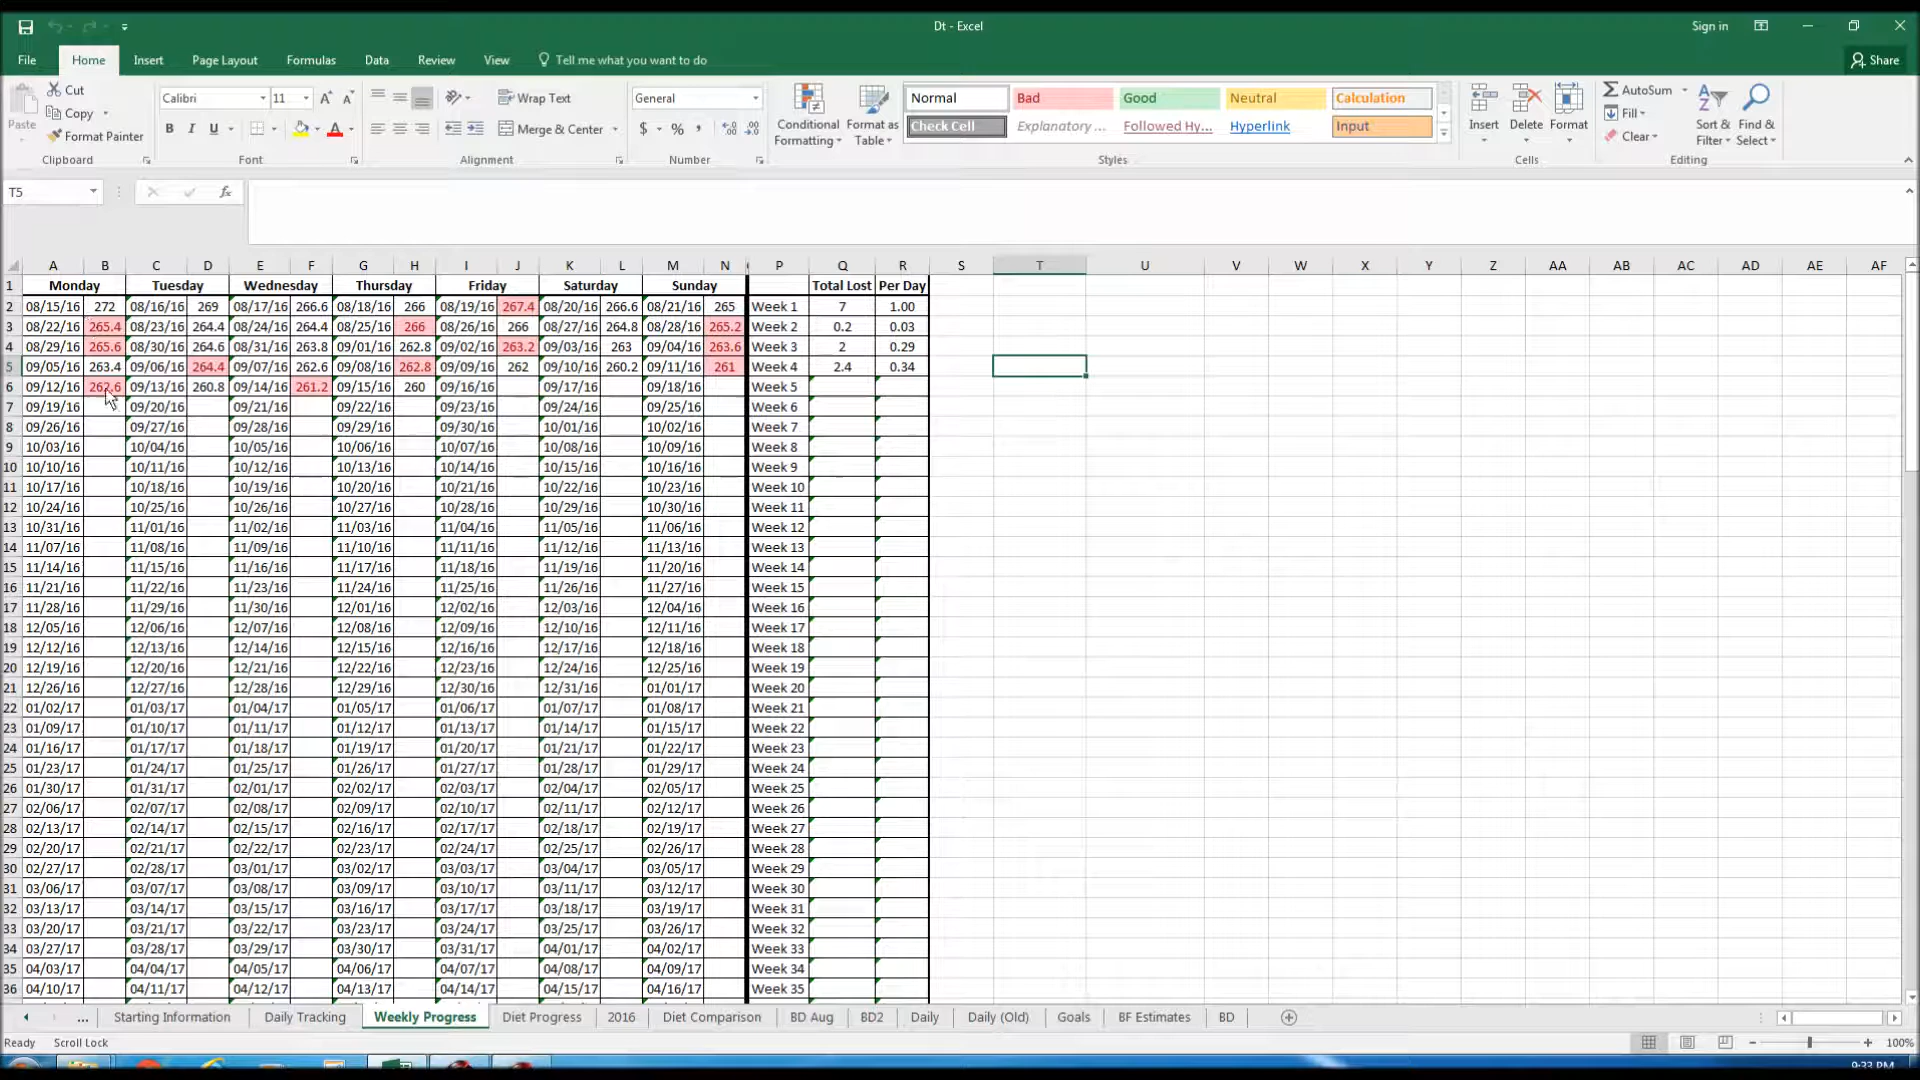 Dt - Excel
Sign in
File Home Insert Page Layout Formulas Data Review View Tell me what you want to do Share
Paste
Cut
Copy
Format Painter
Clipboard
Calibri 11
B I U
Font
Wrap Text
Merge & Center
Alignment
General
$ % ,
Number
Conditional Formatting
Format as Table
Normal Bad Good Neutral Calculation
Check Cell Explanatory ... Followed Hy... Hyperlink Input
Styles
Insert Delete Format
Cells
AutoSum
Fill
Clear
Sort & Filter
Find & Select
Editing
T5 fx
A B C D E F G H I J K L M N P Q R S T U V W X Y Z AA AB AC AD AE AF
1 Monday Tuesday Wednesday Thursday Friday Saturday Sunday Total Lost Per Day
2 08/15/16 272 08/16/16 269 08/17/16 266.6 08/18/16 266 08/19/16 267.4 08/20/16 266.6 08/21/16 265 Week 1 7 1.00
3 08/22/16 265.4 08/23/16 264.4 08/24/16 264.4 08/25/16 266 08/26/16 266 08/27/16 264.8 08/28/16 265.2 Week 2 0.2 0.03
4 08/29/16 265.6 08/30/16 264.6 08/31/16 263.8 09/01/16 262.8 09/02/16 263.2 09/03/16 263 09/04/16 263.6 Week 3 2 0.29
5 09/05/16 263.4 09/06/16 264.4 09/07/16 262.6 09/08/16 262.8 09/09/16 262 09/10/16 260.2 09/11/16 261 Week 4 2.4 0.34
6 09/12/16 262.6 09/13/16 260.8 09/14/16 261.2 09/15/16 260 09/16/16 09/17/16 09/18/16 Week 5
7 09/19/16 09/20/16 09/21/16 09/22/16 09/23/16 09/24/16 09/25/16 Week 6
8 09/26/16 09/27/16 09/28/16 09/29/16 09/30/16 10/01/16 10/02/16 Week 7
9 10/03/16 10/04/16 10/05/16 10/06/16 10/07/16 10/08/16 10/09/16 Week 8
10 10/10/16 10/11/16 10/12/16 10/13/16 10/14/16 10/15/16 10/16/16 Week 9
11 10/17/16 10/18/16 10/19/16 10/20/16 10/21/16 10/22/16 10/23/16 Week 10
12 10/24/16 10/25/16 10/26/16 10/27/16 10/28/16 10/29/16 10/30/16 Week 11
13 10/31/16 11/01/16 11/02/16 11/03/16 11/04/16 11/05/16 11/06/16 Week 12
14 11/07/16 11/08/16 11/09/16 11/10/16 11/11/16 11/12/16 11/13/16 Week 13
15 11/14/16 11/15/16 11/16/16 11/17/16 11/18/16 11/19/16 11/20/16 Week 14
16 11/21/16 11/22/16 11/23/16 11/24/16 11/25/16 11/26/16 11/27/16 Week 15
17 11/28/16 11/29/16 11/30/16 12/01/16 12/02/16 12/03/16 12/04/16 Week 16
18 12/05/16 12/06/16 12/07/16 12/08/16 12/09/16 12/10/16 12/11/16 Week 17
19 12/12/16 12/13/16 12/14/16 12/15/16 12/16/16 12/17/16 12/18/16 Week 18
20 12/19/16 12/20/16 12/21/16 12/22/16 12/23/16 12/24/16 12/25/16 Week 19
21 12/26/16 12/27/16 12/28/16 12/29/16 12/30/16 12/31/16 01/01/17 Week 20
22 01/02/17 01/03/17 01/04/17 01/05/17 01/06/17 01/07/17 01/08/17 Week 21
23 01/09/17 01/10/17 01/11/17 01/12/17 01/13/17 01/14/17 01/15/17 Week 22
24 01/16/17 01/17/17 01/18/17 01/19/17 01/20/17 01/21/17 01/22/17 Week 23
25 01/23/17 01/24/17 01/25/17 01/26/17 01/27/17 01/28/17 01/29/17 Week 24
26 01/30/17 01/31/17 02/01/17 02/02/17 02/03/17 02/04/17 02/05/17 Week 25
27 02/06/17 02/07/17 02/08/17 02/09/17 02/10/17 02/11/17 02/12/17 Week 26
28 02/13/17 02/14/17 02/15/17 02/16/17 02/17/17 02/18/17 02/19/17 Week 27
29 02/20/17 02/21/17 02/22/17 02/23/17 02/24/17 02/25/17 02/26/17 Week 28
30 02/27/17 02/28/17 03/01/17 03/02/17 03/03/17 03/04/17 03/05/17 Week 29
31 03/06/17 03/07/17 03/08/17 03/09/17 03/10/17 03/11/17 03/12/17 Week 30
32 03/13/17 03/14/17 03/15/17 03/16/17 03/17/17 03/18/17 03/19/17 Week 31
33 03/20/17 03/21/17 03/22/17 03/23/17 03/24/17 03/25/17 03/26/17 Week 32
34 03/27/17 03/28/17 03/29/17 03/30/17 03/31/17 04/01/17 04/02/17 Week 33
35 04/03/17 04/04/17 04/05/17 04/06/17 04/07/17 04/08/17 04/09/17 Week 34
36 04/10/17 04/11/17 04/12/17 04/13/17 04/14/17 04/15/17 04/16/17 Week 35
... Starting Information Daily Tracking Weekly Progress Diet Progress 2016 Diet Comparison BD Aug BD2 Daily Daily (Old) Goals BF Estimates BD
Ready Scroll Lock 100%
9:33 PM